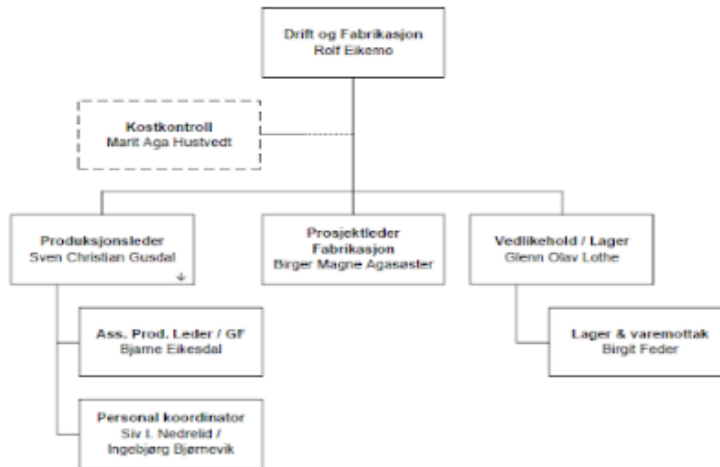 Drift og Fabrikasjon
Rolf Eikemo
Kostkontroll
Marit Aga Hustvedt
Produksjonsleder
Sven Christian Gusdal
Prosjektleder
Fabrikasjon
Birger Magne Agasøster
Vedlikehold / Lager
Glenn Olav Lothe
Ass. Prod. Leder / GF
Bjarne Eikesdal
Lager & varemottak
Birgit Feder
Personal koordinator
Siv I. Nedrelid /
Ingebjørg Bjørnevik